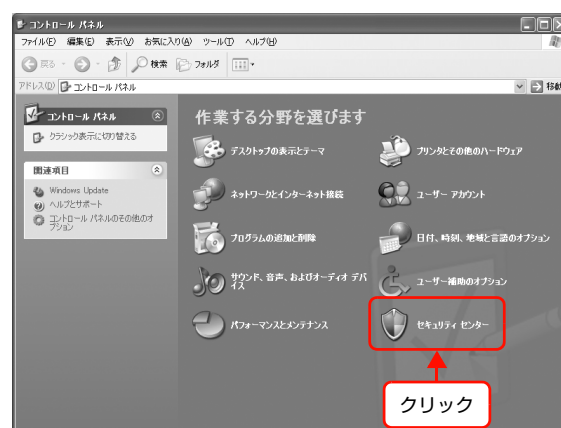 コントロール パネル
ファイル(F) 編集(E) 表示(V) お気に入り(A) ツール(T) ヘルプ(H)
戻る 検索 フォルダ
アドレス(D) コントロール パネル 移動
コントロール パネル
クラシック表示に切り替える
関連項目
Windows Update
ヘルプとサポート
コントロール パネルのその他のオ
プション
作業する分野を選びます
デスクトップの表示とテーマ
プリンタとその他のハードウェア
ネットワークとインターネット接続
ユーザー アカウント
プログラムの追加と削除
日付、時刻、地域と言語のオプション
サウンド、音声、およびオーディオ デバ
イス
ユーザー補助のオプション
パフォーマンスとメンテナンス
セキュリティ センター
クリック